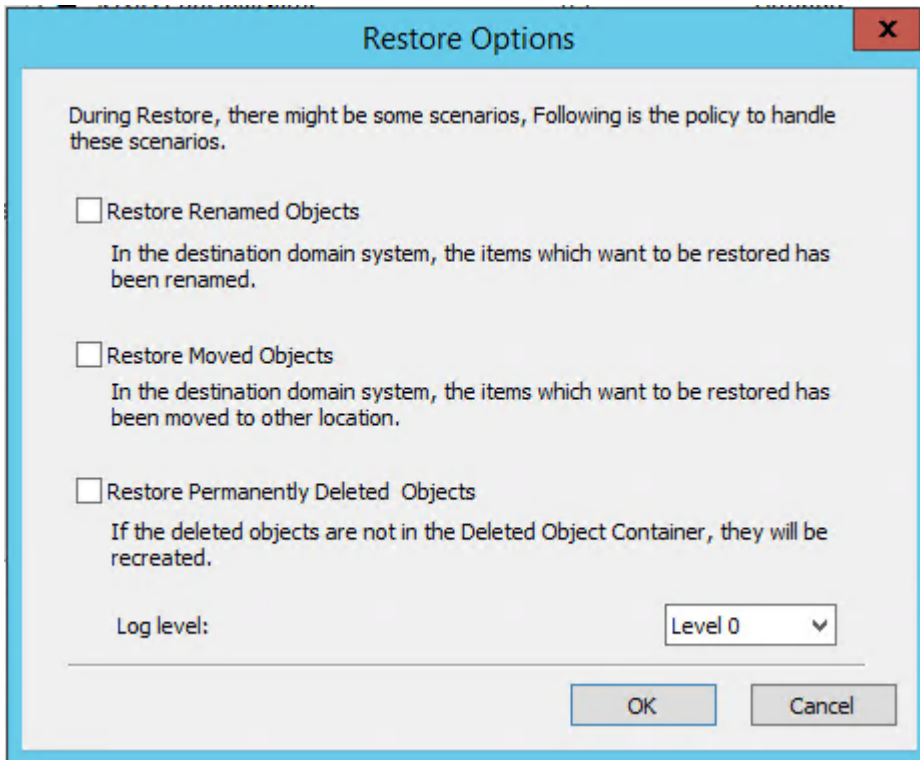 Restore Options
x
During Restore, there might be some scenarios, Following is the policy to handle
these scenarios.
Restore Renamed Objects
In the destination domain system, the items which want to be restored has
been renamed.
Restore Moved Objects
In the destination domain system, the items which want to be restored has
been moved to other location.
Restore Permanently Deleted Objects
If the deleted objects are not in the Deleted Object Container, they will be
recreated.
Log level: Level 0
OK Cancel